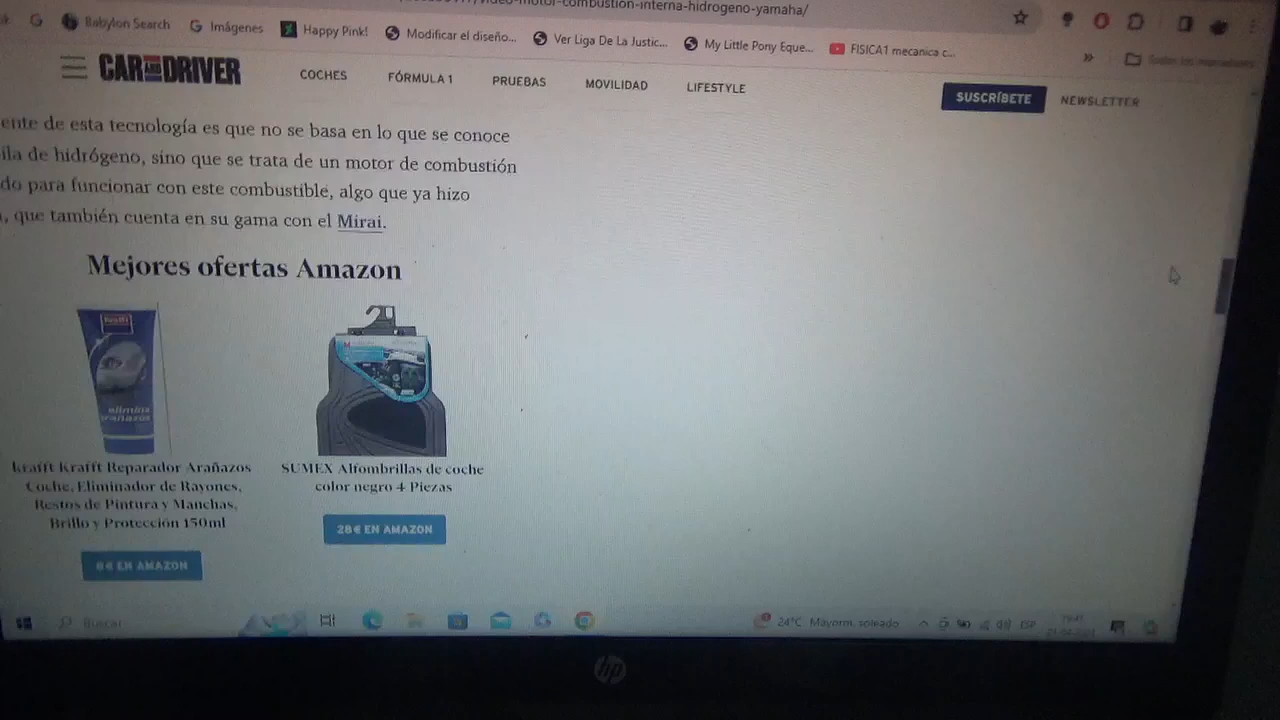 video-motor-combustion-interna-hidrogeno-yamaha/
Babylon Search
Imágenes
Happy Pink!
Modificar el diseño...
Ver Liga De La Justic...
My Little Pony Eque...
FISICA1 mecanica c...
Todos los marcadores
CAR AND DRIVER
COCHES
FÓRMULA 1
PRUEBAS
MOVILIDAD
LIFESTYLE
SUSCRÍBETE
NEWSLETTER
ente de esta tecnología es que no se basa en lo que se conoce
ila de hidrógeno, sino que se trata de un motor de combustión
do para funcionar con este combustible, algo que ya hizo
, que también cuenta en su gama con el Mirai.
Mejores ofertas Amazon
elimina
arañazos
Krafft Krafft Reparador Arañazos
Coche, Eliminador de Rayones,
Restos de Pintura y Manchas,
Brillo y Protección 150ml
8€ EN AMAZON
SUMEX Alfombrillas de coche
color negro 4 Piezas
28€ EN AMAZON
Buscar
24°C Mayorm. soleado
ESP
hp